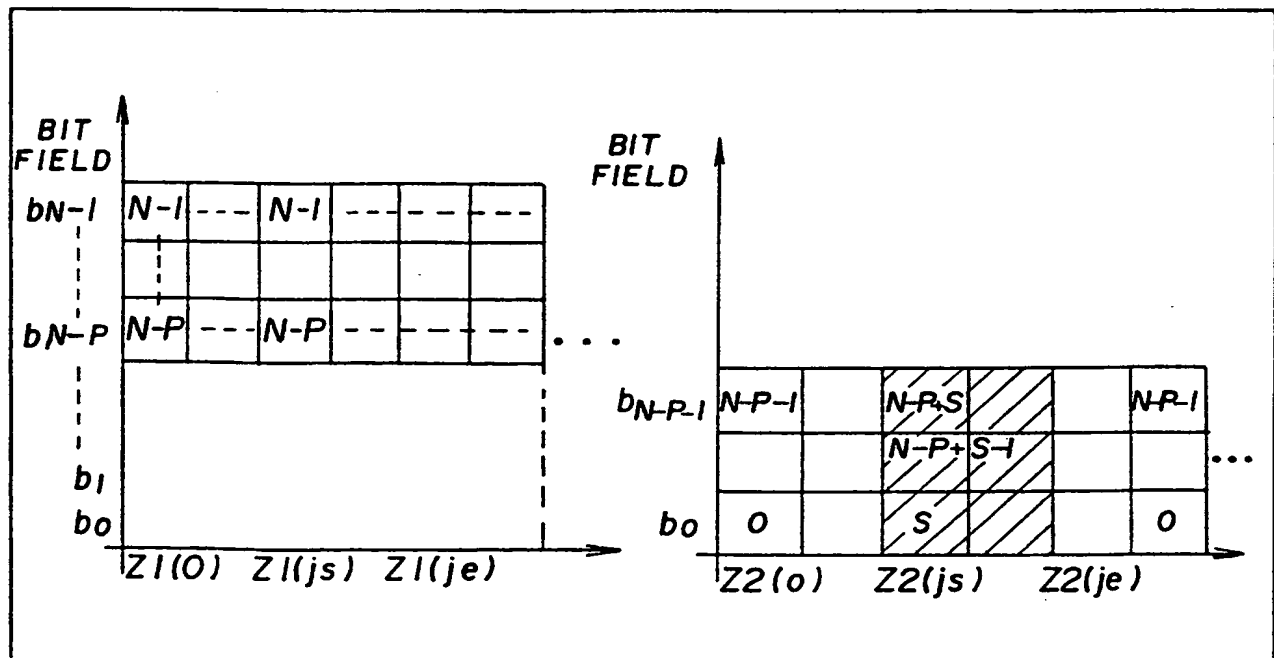 BIT
FIELD
bN-1 N-1 ---- N-1 --- ---
bN-P N-P --- N-P --- --- ...
b1
b0
Z1(0) Z1(js) Z1(je)
BIT
FIELD
bN-P-1 N-P-1 N-P+S N-P-1
N-P+S-1 ...
b0 0 S 0
Z2(0) Z2(js) Z2(je)